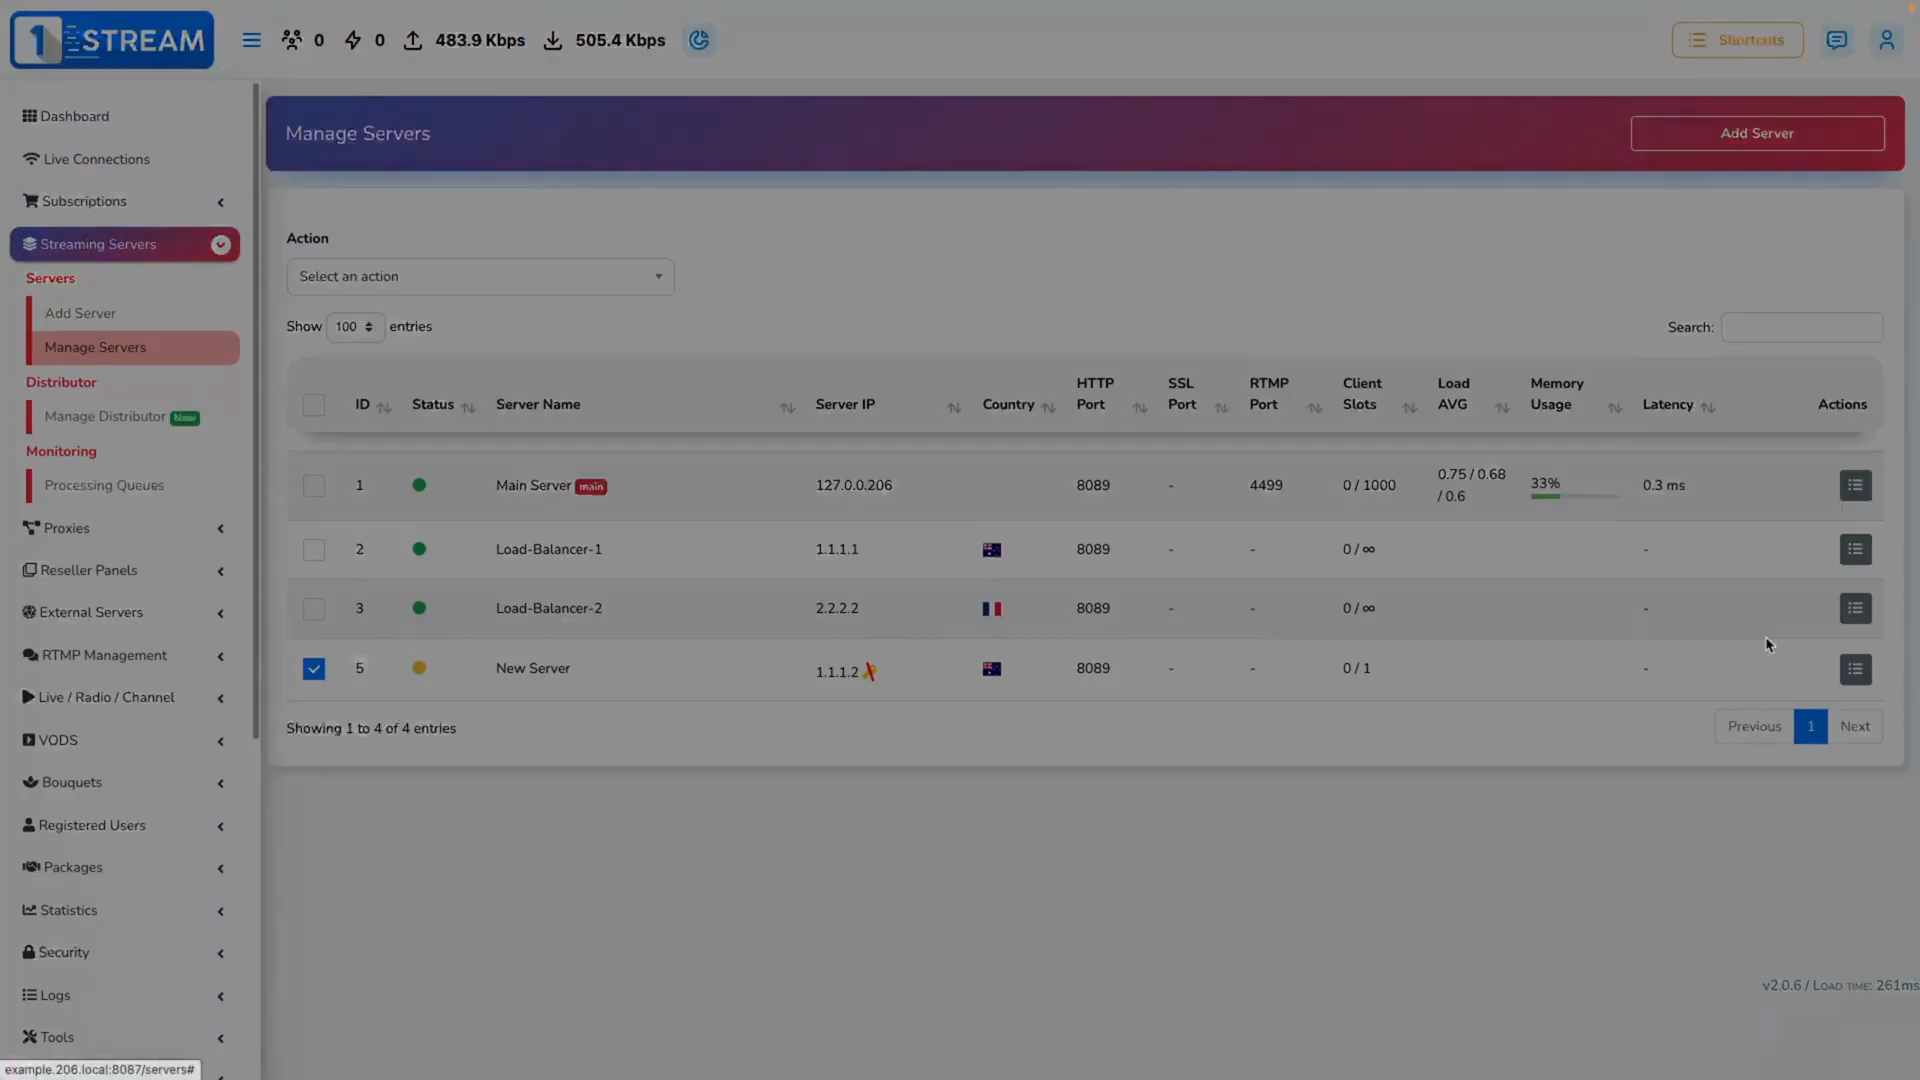 1 STREAM
0
0
483.9 Kbps
505.4 Kbps
Shortcuts
Dashboard
Live Connections
Subscriptions
Streaming Servers
Servers
Add Server
Manage Servers
Distributor
Manage Distributor New
Monitoring
Processing Queues
Proxies
Reseller Panels
External Servers
RTMP Management
Live / Radio / Channel
VODS
Bouquets
Registered Users
Packages
Statistics
Security
Logs
Tools
example.206.local:8087/servers#
Manage Servers
Add Server
Action
Select an action
Show 100 entries
Search:
ID Status Server Name Server IP Country HTTP Port SSL Port RTMP Port Client Slots Load AVG Memory Usage Latency Actions
1 Main Server main 127.0.0.206 8089 - 4499 0 / 1000 0.75 / 0.68 / 0.6 33% 0.3 ms
2 Load-Balancer-1 1.1.1.1 8089 - - 0 / ∞ -
3 Load-Balancer-2 2.2.2.2 8089 - - 0 / ∞ -
5 New Server 1.1.1.2 8089 - - 0 / 1 -
Showing 1 to 4 of 4 entries
Previous 1 Next
v2.0.6 / LOAD TIME: 261ms